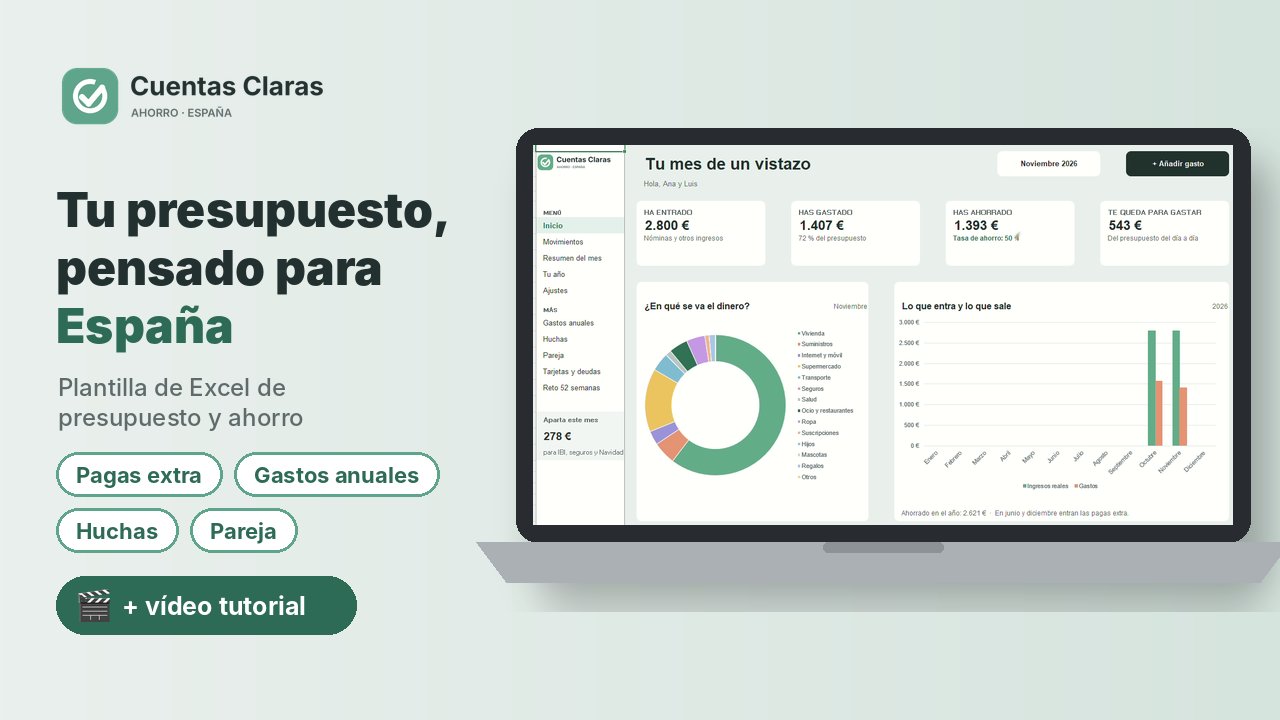 Cuentas Claras
AHORRO · ESPAÑA
Tu presupuesto,
pensado para
España
Plantilla de Excel de
presupuesto y ahorro
Pagas extra
Gastos anuales
Huchas
Pareja
+ vídeo tutorial
Cuentas Claras
AHORRO · ESPAÑA
MENÚ
Inicio
Movimientos
Resumen del mes
Tu año
Ajustes
MÁS
Gastos anuales
Huchas
Pareja
Tarjetas y deudas
Reto 52 semanas
Aparta este mes
278 €
para IBI, seguros y Navidad
Tu mes de un vistazo
Hola, Ana y Luis
Noviembre 2026
+ Añadir gasto
HA ENTRADO
2.800 €
Nóminas y otros ingresos
HAS GASTADO
1.407 €
72 % del presupuesto
HAS AHORRADO
1.393 €
Tasa de ahorro: 50
TE QUEDA PARA GASTAR
543 €
Del presupuesto del día a día
¿En qué se va el dinero?
Noviembre
Vivienda
Suministros
Internet y móvil
Supermercado
Transporte
Seguros
Salud
Ocio y restaurantes
Ropa
Suscripciones
Hijos
Mascotas
Regalos
Otros
Lo que entra y lo que sale
2026
3.000 €
2.500 €
2.000 €
1.500 €
1.000 €
500 €
0 €
Enero
Febrero
Marzo
Abril
Mayo
Junio
Julio
Agosto
Septiembre
Octubre
Noviembre
Diciembre
Ingresos reales
Gastos
Ahorrado en el año: 2.621 € · En junio y diciembre entran las pagas extra.